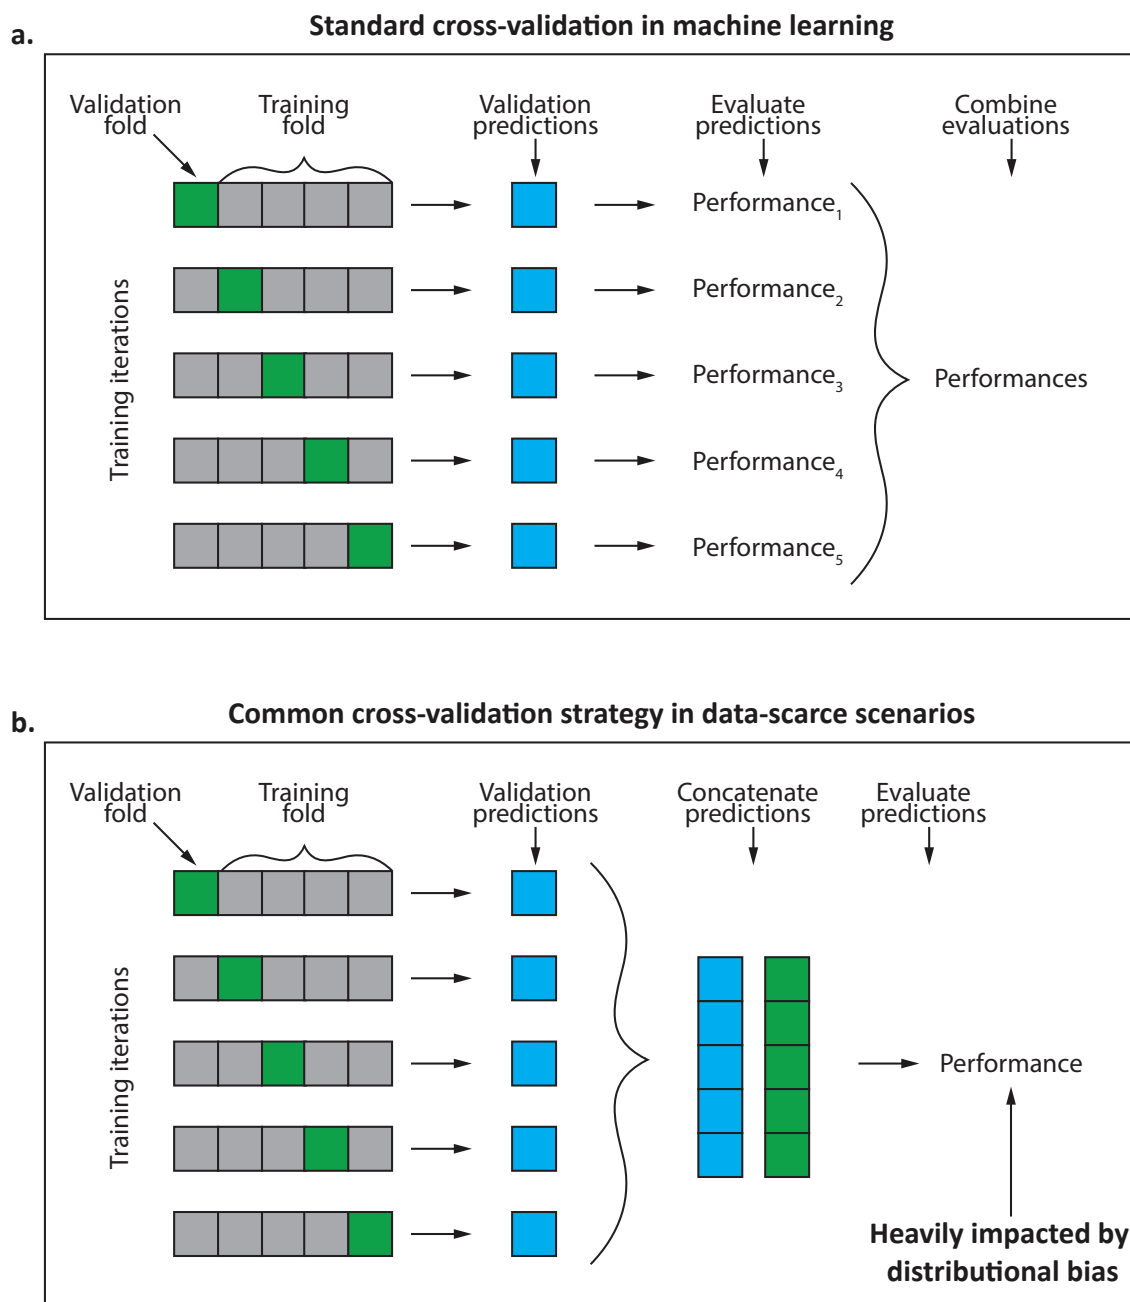 a.
Standard cross-validation in machine learning
Validation
fold
Training
fold
Validation
predictions
Evaluate
predictions
Combine
evaluations
Training iterations
Performance1
Performance2
Performance3
Performance4
Performance5
Performances
b.
Common cross-validation strategy in data-scarce scenarios
Validation
fold
Training
fold
Validation
predictions
Concatenate
predictions
Evaluate
predictions
Training iterations
Performance
Heavily impacted by
distributional bias